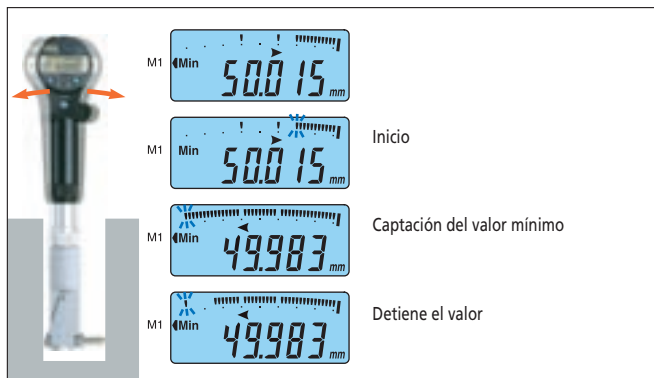 M1 Min 50.015 mm
M1 Min 50.015 mm Inicio
M1 Min 49.983 mm Captación del valor mínimo
M1 Min 49.983 mm Detiene el valor